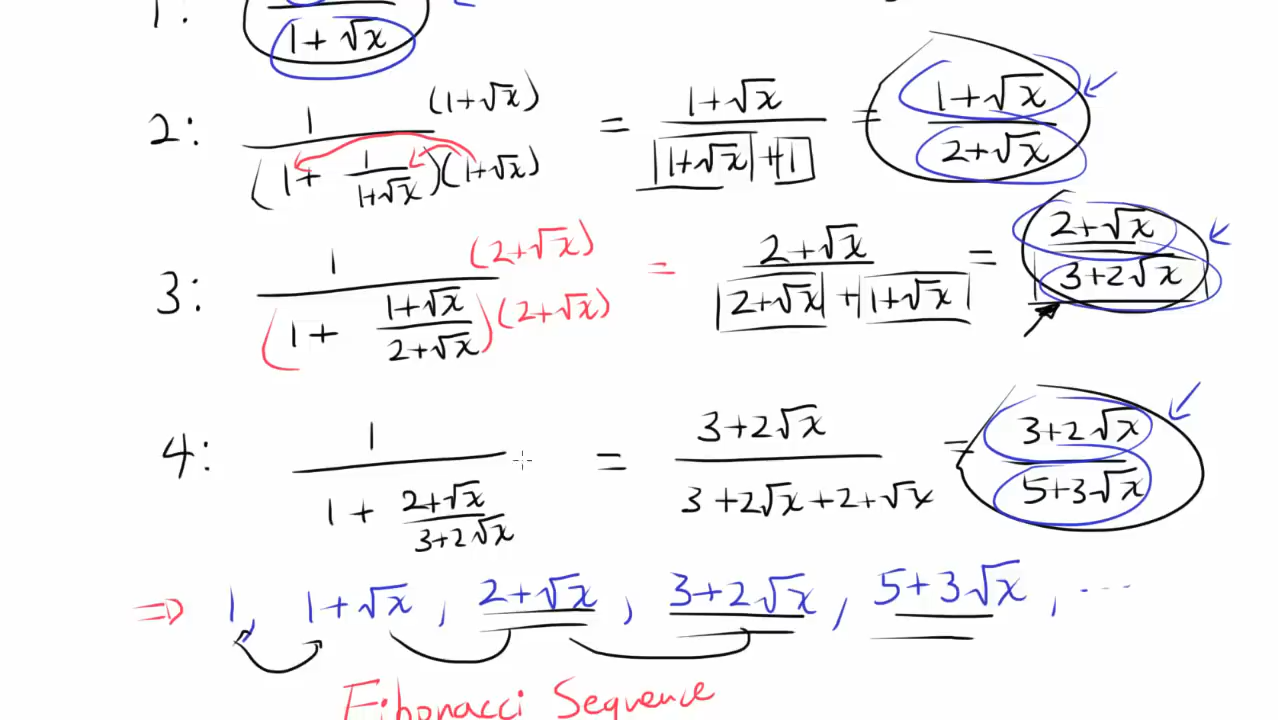 1: 1+√x
2: 1/((1+ 1/(1+√x))(1+√x)) (1+√x) = (1+√x)/(1+√x+1) = (1+√x)/(2+√x)
3: 1/((1+ (1+√x)/(2+√x))(2+√x)) (2+√x) = (2+√x)/(2+√x+1+√x) = (2+√x)/(3+2√x)
4: 1/(1+ (2+√x)/(3+2√x)) = (3+2√x)/(3+2√x+2+√x) = (3+2√x)/(5+3√x)
⇒ 1, 1+√x, 2+√x, 3+2√x, 5+3√x, ...
Fibonacci Sequence